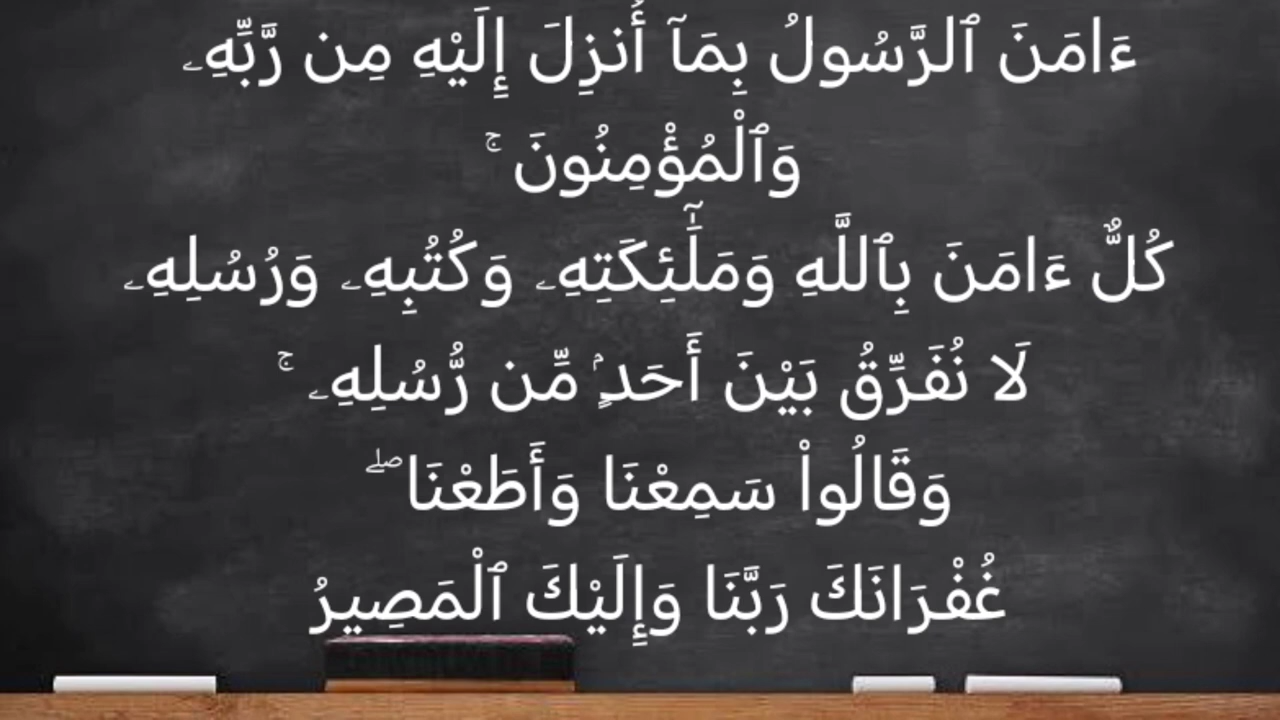 ءَامَنَ ٱلرَّسُولُ بِمَآ أُنزِلَ إِلَيْهِ مِن رَّبِّهِۦ
وَٱلْمُؤْمِنُونَ ۚ
كُلٌّ ءَامَنَ بِٱللَّهِ وَمَلَٰٓئِكَتِهِۦ وَكُتُبِهِۦ وَرُسُلِهِۦ
لَا نُفَرِّقُ بَيْنَ أَحَدٍۢ مِّن رُّسُلِهِۦ ۚ
وَقَالُوا۟ سَمِعْنَا وَأَطَعْنَا ۖ
غُفْرَانَكَ رَبَّنَا وَإِلَيْكَ ٱلْمَصِيرُ